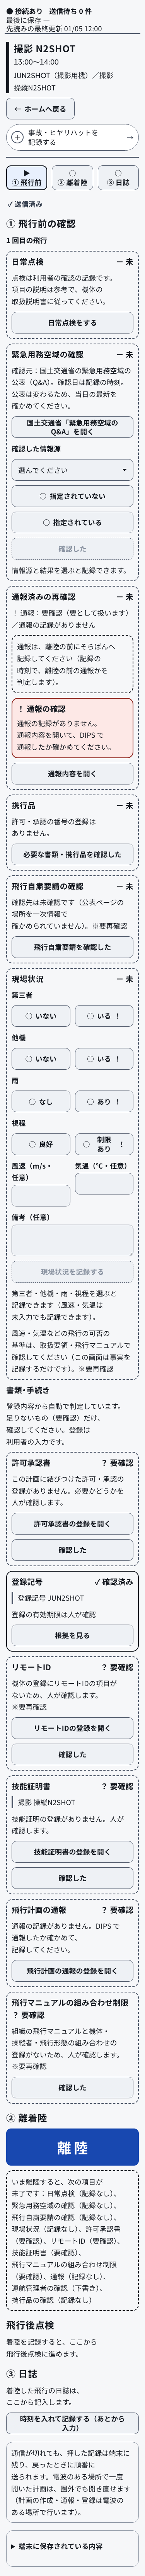 ● 接続あり 送信待ち 0 件
最後に保存 —
先読みの最終更新 01/05 12:00
撮影 N2SHOT
13:00〜14:00
JUN2SHOT（撮影用機）／撮影
操縦N2SHOT
← ホームへ戻る
＋ 事故・ヒヤリハットを
記録する →
▶
① 飛行前
○
② 離着陸
○
③ 日誌
✓ 送信済み
① 飛行前の確認
1 回目の飛行
日常点検 － 未
点検は利用者の確認の記録です。
項目の説明は参考で、機体の
取扱説明書に従ってください。
日常点検をする
緊急用務空域の確認 － 未
確認元：国土交通省の緊急用務空域の
公表（Q&A）。確認日は記録の時刻。
公表は変わるため、当日の最新を
確かめてください。
国土交通省「緊急用務空域の
Q&A」を開く
確認した情報源
選んでください
○ 指定されていない
○ 指定されている
確認した
情報源と結果を選ぶと記録できます。
通報済みの再確認 － 未
！ 通報：要確認（要として扱います）
／通報の記録がありません
通報は、離陸の前にそらばんへ
記録してください（記録の
時刻で、離陸の前の通報かを
判定します）。
！ 通報の確認
通報の記録がありません。
通報内容を開いて、DIPS で
通報したか確かめてください。
通報内容を開く
携行品 － 未
許可・承認の番号の登録は
ありません。
必要な書類・携行品を確認した
飛行自粛要請の確認 － 未
確認先は未確認です（公表ページの
場所を一次情報で
確かめられていません）。※要再確認
飛行自粛要請を確認した
現場状況 － 未
第三者
○ いない
○ いる ！
他機
○ いない
○ いる ！
雨
○ なし
○ あり ！
視程
○ 良好
○ 制限
あり ！
風速（m/s・
任意）
気温（℃・任意）
備考（任意）
現場状況を記録する
第三者・他機・雨・視程を選ぶと
記録できます（風速・気温は
未入力でも記録できます）。
風速・気温などの飛行の可否の
基準は、取扱要領・飛行マニュアルで
確認してください（この画面は事実を
記録するだけです）。※要再確認
書類・手続き
登録内容から自動で判定しています。
足りないもの（要確認）だけ、
確認してください。登録は
利用者の入力です。
許可承認書 ？ 要確認
この計画に結びつけた許可・承認の
登録がありません。必要かどうかを
人が確認します。
許可承認書の登録を開く
確認した
登録記号 ✓ 確認済み
登録記号 JUN2SHOT
登録の有効期限は人が確認
根拠を見る
リモートID ？ 要確認
機体の登録にリモートIDの項目が
ないため、人が確認します。
※要再確認
リモートIDの登録を開く
確認した
技能証明書 ？ 要確認
撮影 操縦N2SHOT
技能証明の登録がありません。人が
確認します。
技能証明書の登録を開く
確認した
飛行計画の通報 ？ 要確認
通報の記録がありません。DIPS で
通報したか確かめて、
記録してください。
飛行計画の通報の登録を開く
確認した
飛行マニュアルの組み合わせ制限
？ 要確認
組織の飛行マニュアルと機体・
操縦者・飛行形態の組み合わせの
登録がないため、人が確認します。
※要再確認
確認した
② 離着陸
離 陸
いま離陸すると、次の項目が
未了です：日常点検（記録なし）、
緊急用務空域の確認（記録なし）、
飛行自粛要請の確認（記録なし）、
現場状況（記録なし）、許可承認書
（要確認）、リモートID（要確認）、
技能証明書（要確認）、
飛行マニュアルの組み合わせ制限
（要確認）、通報（記録なし）、
運航管理者の確認（下書き）、
携行品の確認（記録なし）
飛行後点検
着陸を記録すると、ここから
飛行後点検に進めます。
③ 日誌
着陸した飛行の日誌は、
ここから記入します。
時刻を入れて記録する（あとから
入力）
通信が切れても、押した記録は端末に
残り、戻ったときに順番に
送られます。電波のある場所で一度
開いた計画は、圏外でも開き直せます
（計画の作成・通報・登録は電波の
ある場所で行います）。
▶ 端末に保存されている内容